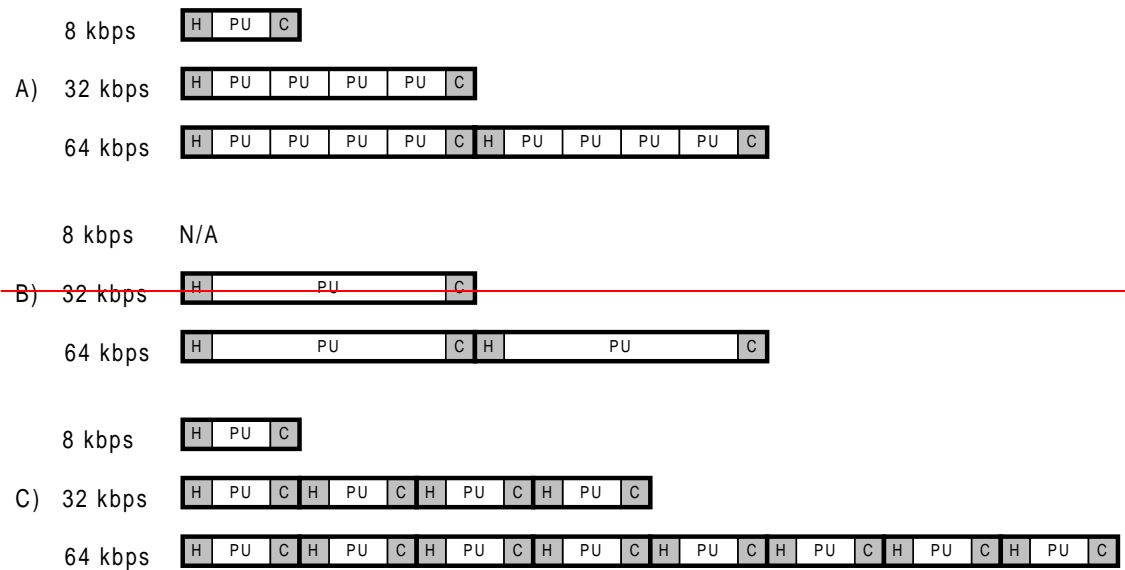 8 kbps H PU C
A) 32 kbps H PU PU PU PU C
64 kbps H PU PU PU PU C H PU PU PU PU C
8 kbps N/A
B) 32 kbps H PU C
64 kbps H PU C H PU C
8 kbps H PU C
C) 32 kbps H PU C H PU C H PU C H PU C
64 kbps H PU C H PU C H PU C H PU C H PU C H PU C H PU C H PU C